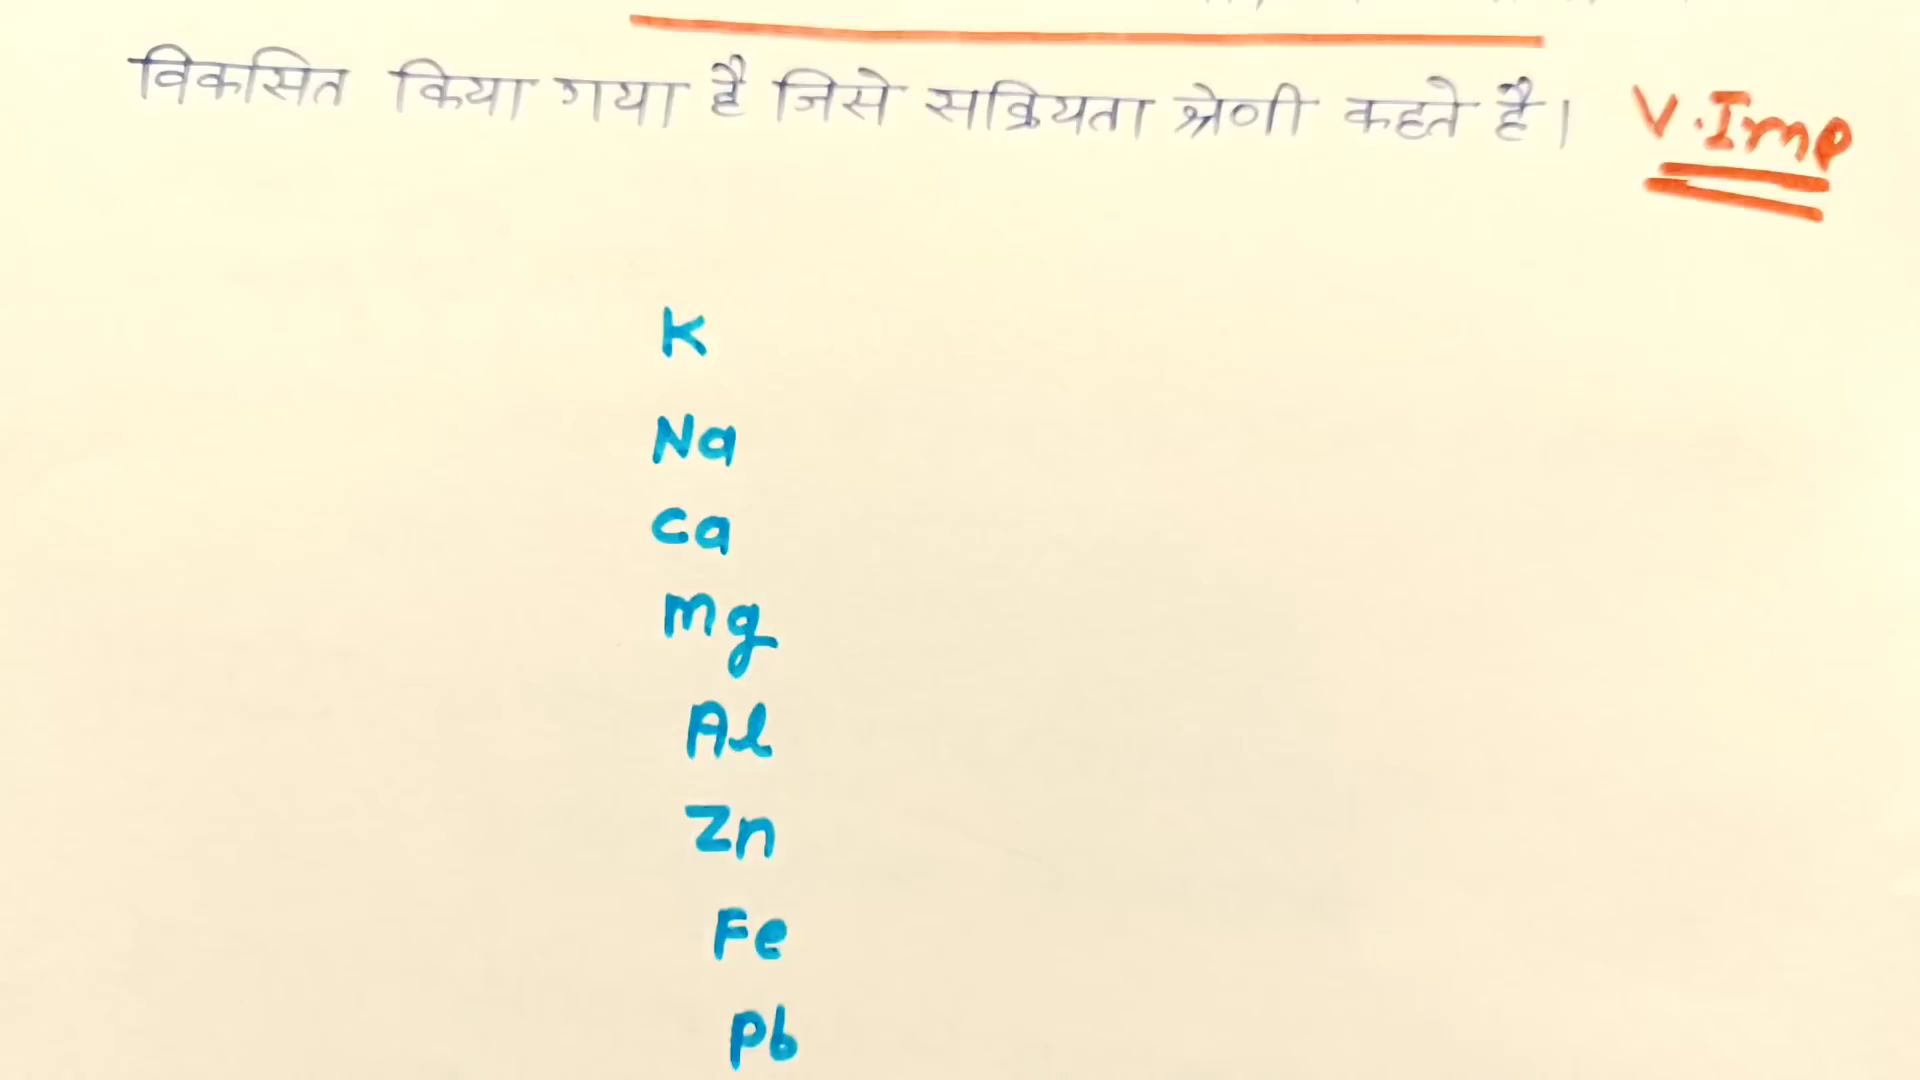 विकसित किया गया है जिसे सक्रियता श्रेणी कहते है। V.Imp
K
Na
Ca
Mg
Al
Zn
Fe
Pb